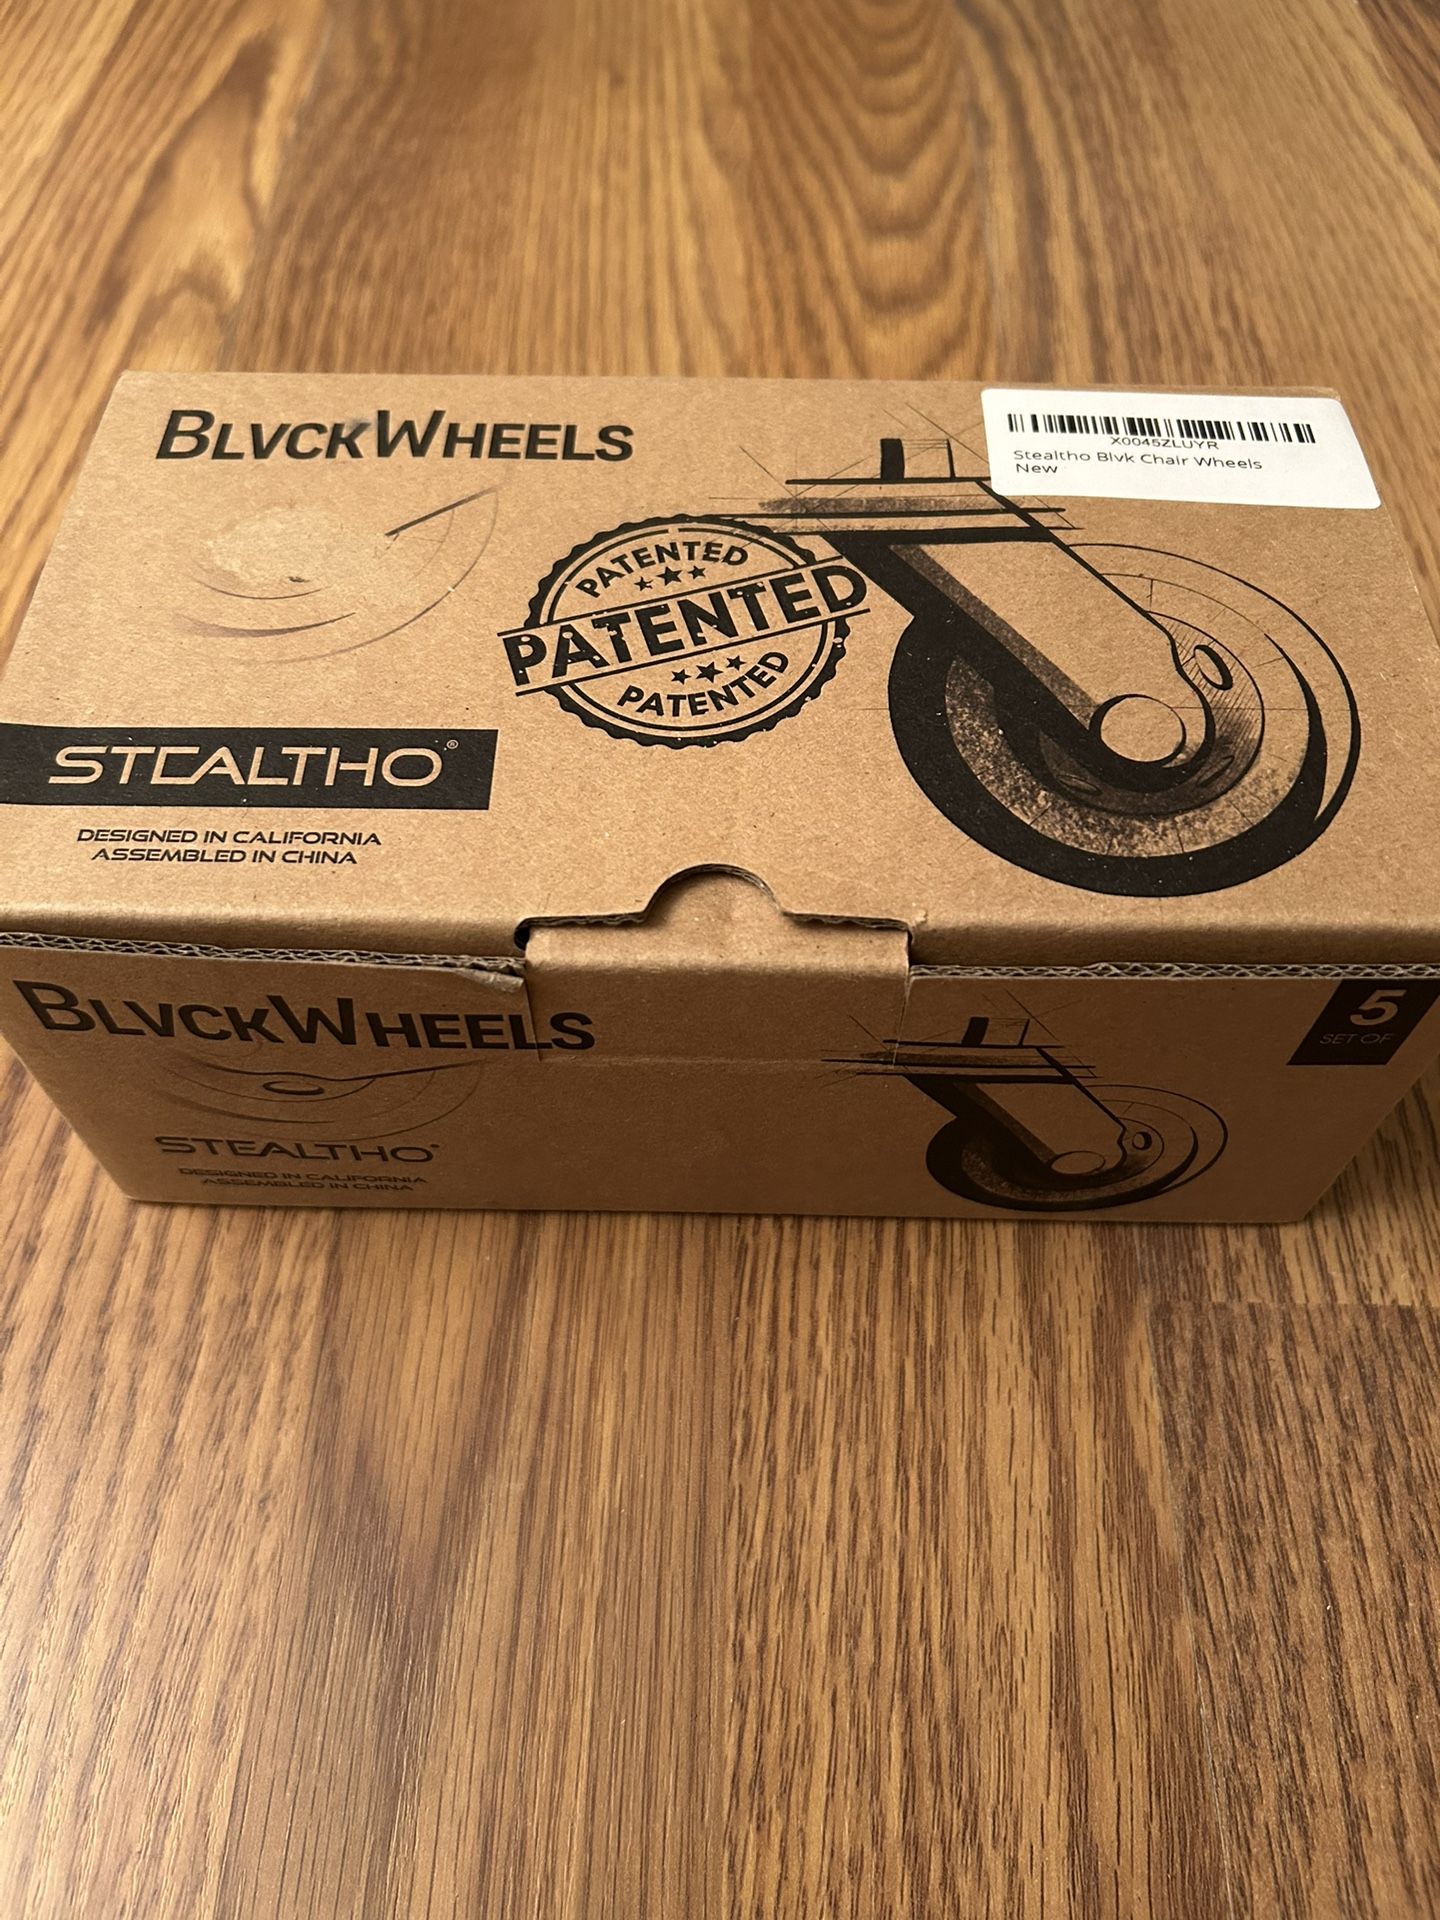 BLVCKWHEELS
X0045ZLUYR
Stealtho Blvk Chair Wheels
New
PATENTED
PATENTED
PATENTED
STEALTHO®
DESIGNED IN CALIFORNIA
ASSEMBLED IN CHINA
BLVCKWHEELS
5
SET OF
STEALTHO®
DESIGNED IN CALIFORNIA
ASSEMBLED IN CHINA